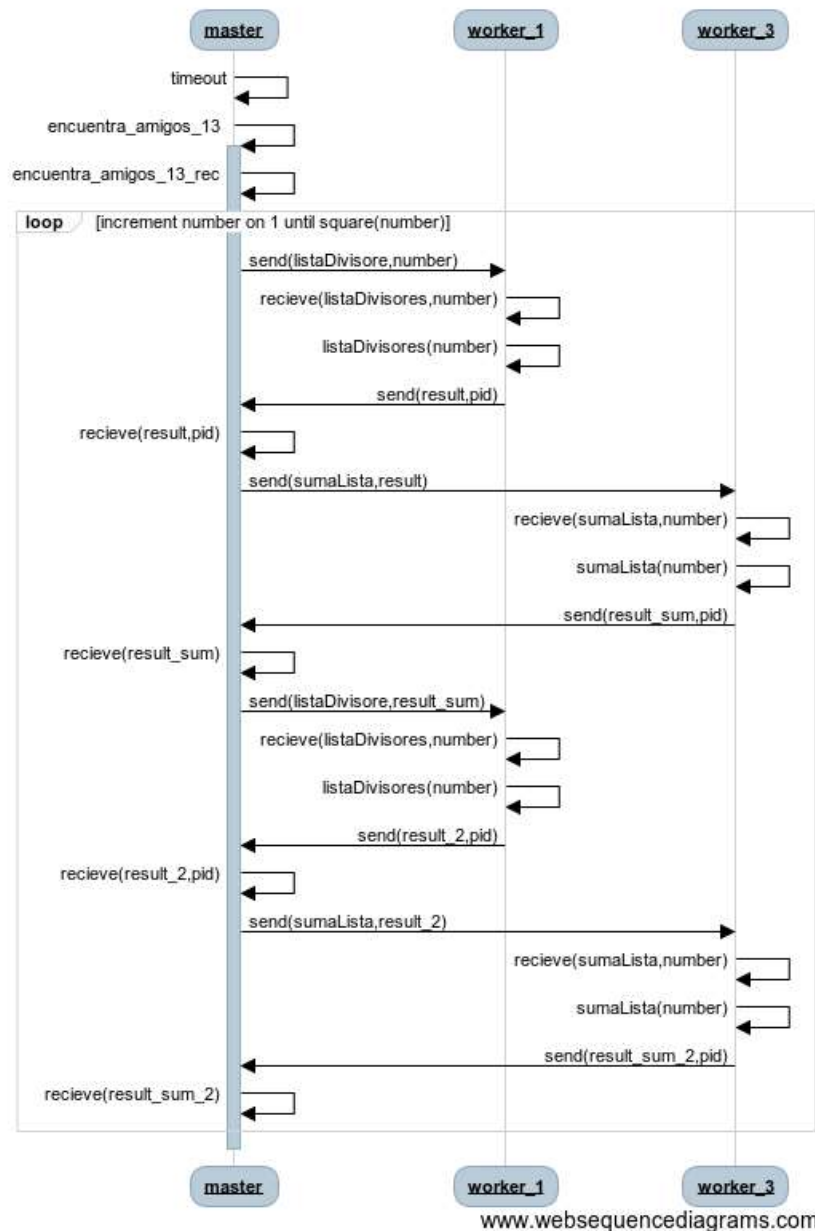 master worker_1 worker_3
timeout
encuentra_amigos_13
encuentra_amigos_13_rec
loop [increment number on 1 until square(number)]
send(listaDivisore,number)
recieve(listaDivisores,number)
listaDivisores(number)
send(result,pid)
recieve(result,pid)
send(sumaLista,result)
recieve(sumaLista,number)
sumaLista(number)
send(result_sum,pid)
recieve(result_sum)
send(listaDivisore,result_sum)
recieve(listaDivisores,number)
listaDivisores(number)
send(result_2,pid)
recieve(result_2,pid)
send(sumaLista,result_2)
recieve(sumaLista,number)
sumaLista(number)
send(result_sum_2,pid)
recieve(result_sum_2)
master worker_1 worker_3
www.websequencediagrams.com